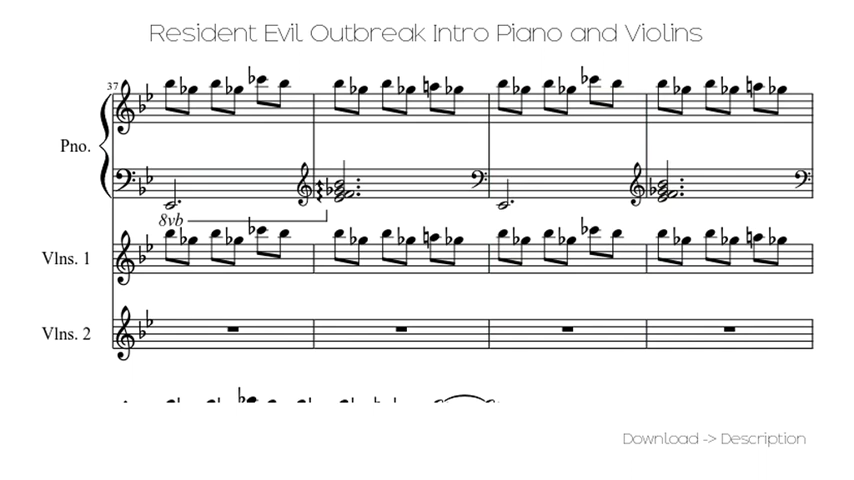 Resident Evil Outbreak Intro Piano and Violins
37
Pno.
8vb
Vlns. 1
Vlns. 2
Download -> Description